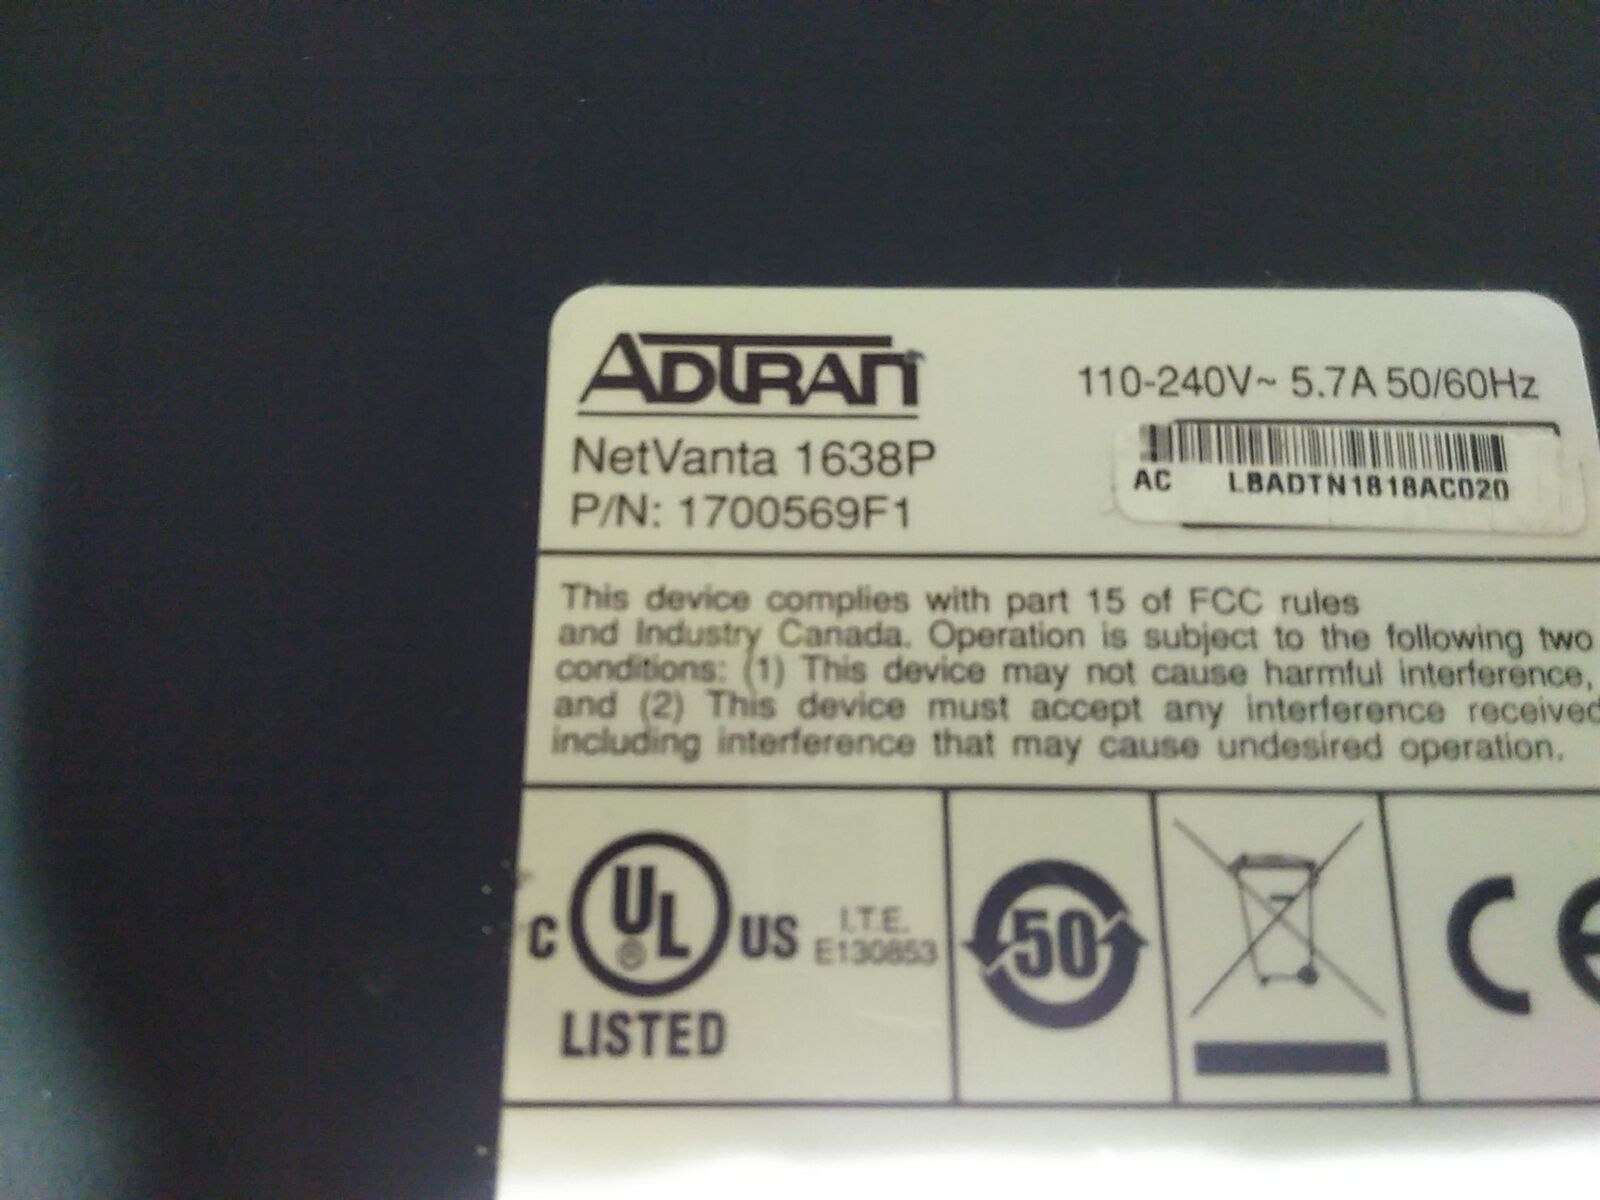 ADTRAN
110-240V~ 5.7A 50/60Hz
NetVanta 1638P
AC LBADTN1818AC020
P/N: 1700569F1
This device complies with part 15 of FCC rules
and Industry Canada. Operation is subject to the following two
conditions: (1) This device may not cause harmful interference,
and (2) This device must accept any interference received
including interference that may cause undesired operation.
C UL® US
LISTED
I.T.E.
E130853
50
CE